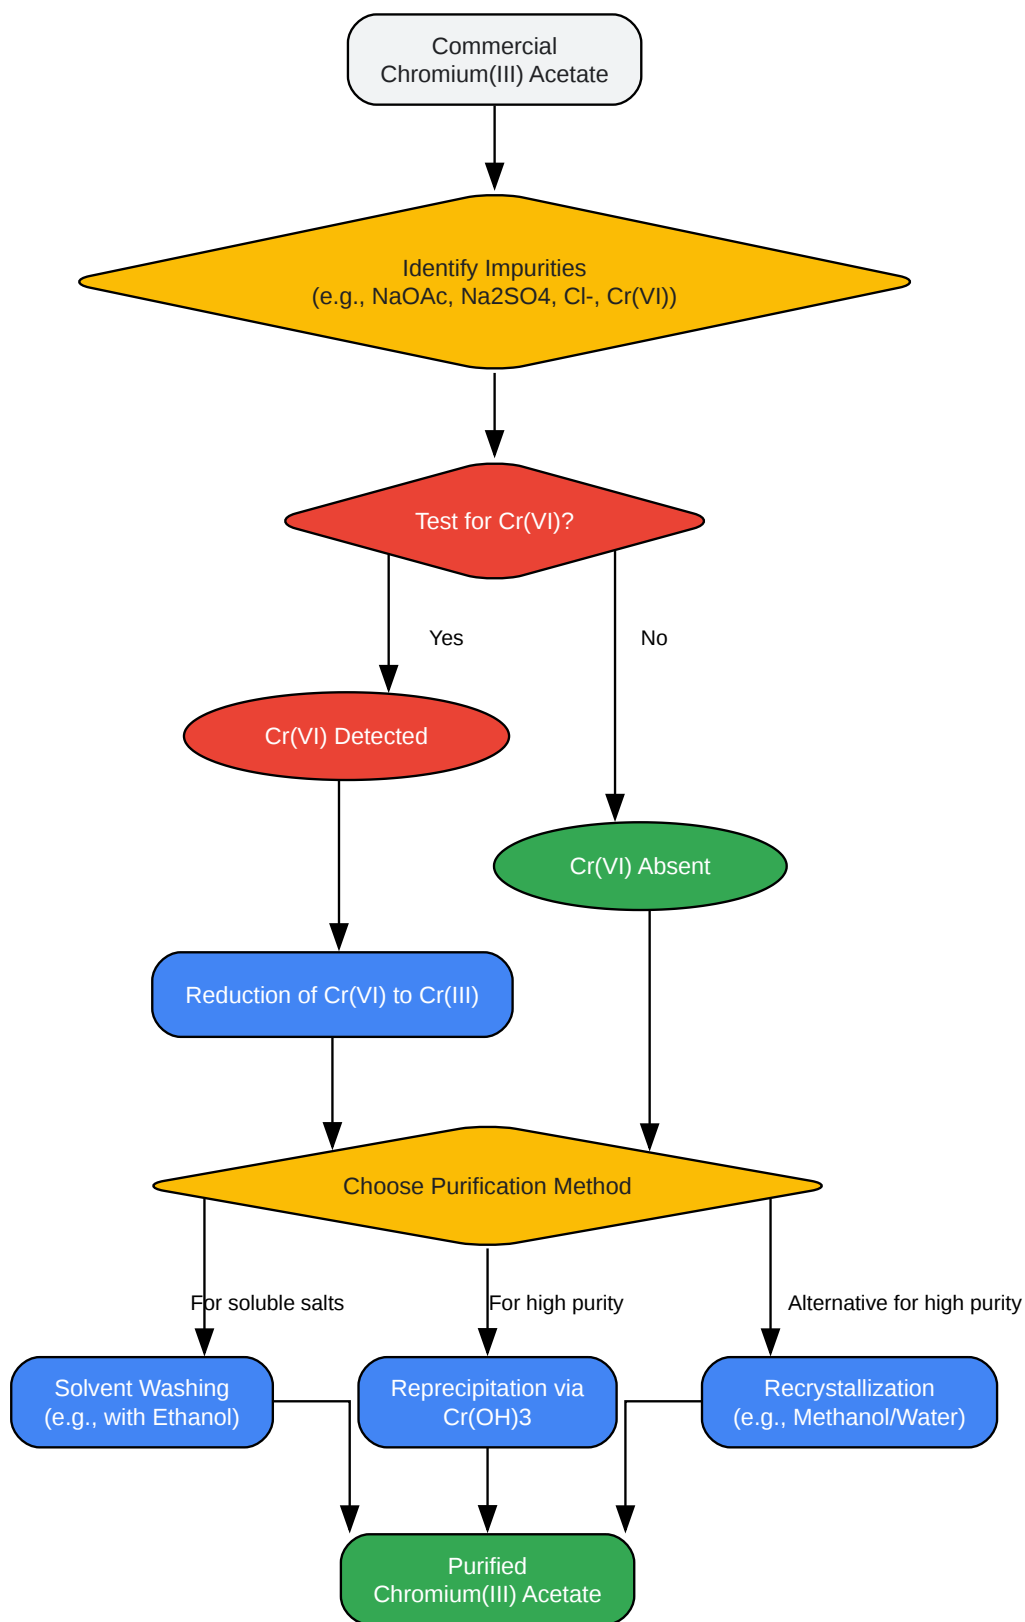 Commercial
Chromium(III) Acetate
Identify Impurities
(e.g., NaOAc, Na2SO4, Cl-, Cr(VI))
Test for Cr(VI)?
Yes
No
Cr(VI) Detected
Cr(VI) Absent
Reduction of Cr(VI) to Cr(III)
Choose Purification Method
For soluble salts
For high purity
Alternative for high purity
Solvent Washing
(e.g., with Ethanol)
Reprecipitation via
Cr(OH)3
Recrystallization
(e.g., Methanol/Water)
Purified
Chromium(III) Acetate